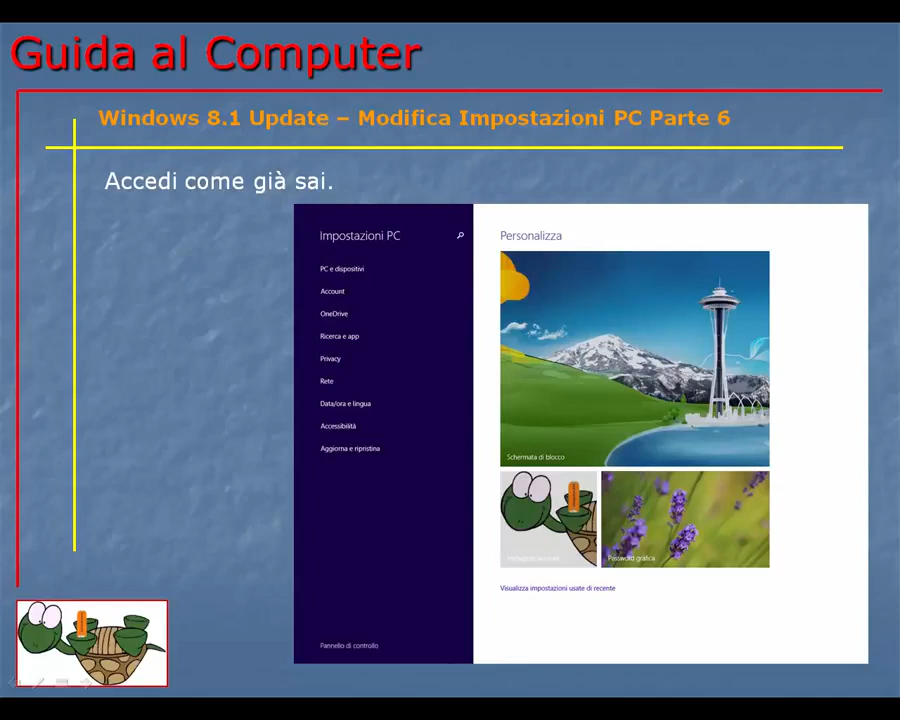 Guida al Computer
Windows 8.1 Update – Modifica Impostazioni PC Parte 6
Accedi come già sai.
Impostazioni PC
PC e dispositivi
Account
OneDrive
Ricerca e app
Privacy
Rete
Data/ora e lingua
Accessibilità
Aggiorna e ripristina
Pannello di controllo
Personalizza
Schermata di blocco
Password grafica
Visualizza impostazioni usate di recente